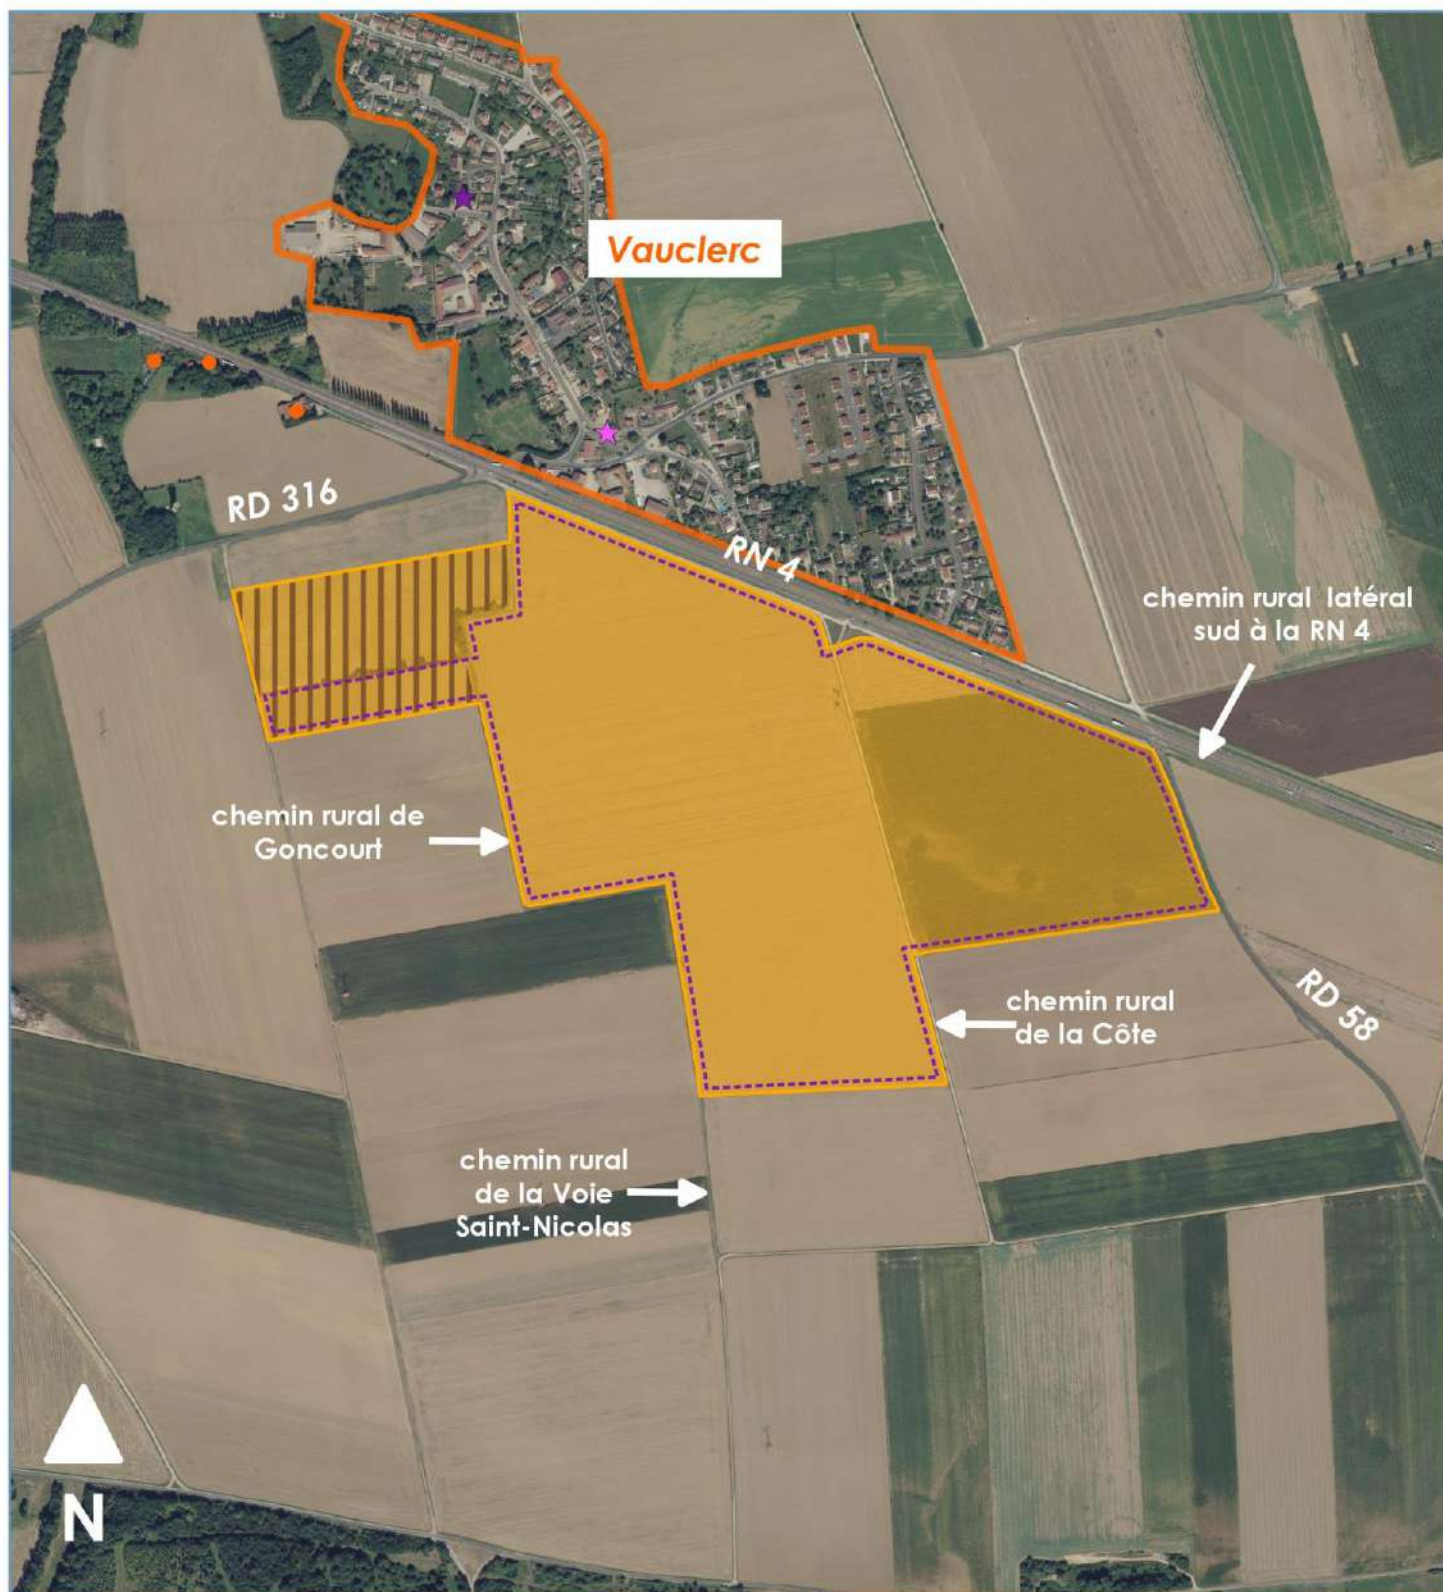 Vauclerc
RD 316
RN 4
chemin rural latéral
sud à la RN 4
chemin rural de
Goncourt
RD 58
chemin rural
de la Côte
chemin rural
de la Voie
Saint-Nicolas
N